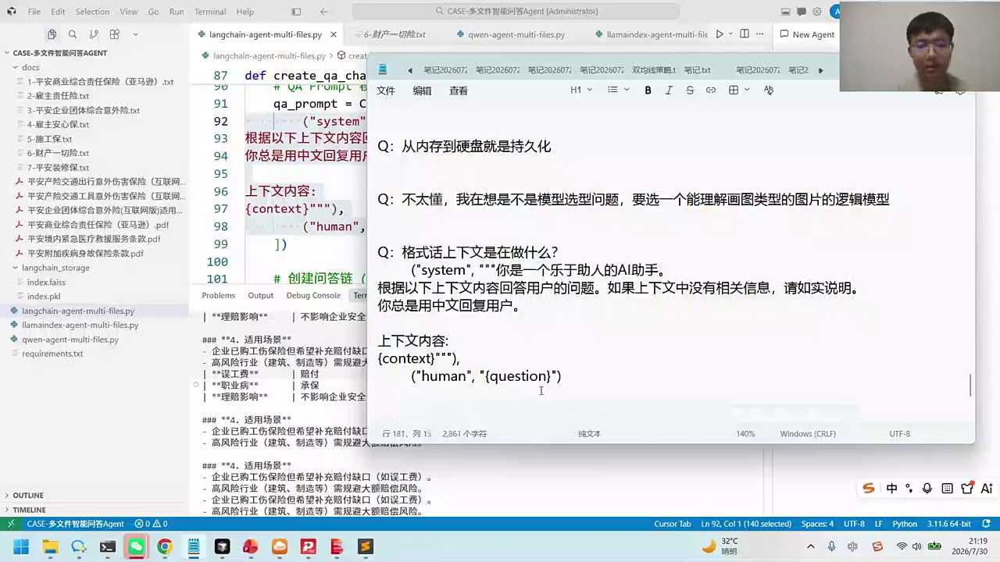 File Edit Selection View Go Run Terminal Help
CASE-多文件智能问答Agent [Administrator]
CASE-多文件智能问答AGENT
docs
1-平安商业综合责任保险（亚马逊）.txt
2-雇主责任险.txt
3-平安企业团体综合意外险.txt
4-雇主安心保.txt
5-施工保.txt
6-财产一切险.txt
7-平安装修保.txt
平安产险交通出行意外伤害保险（互联网...
平安产险交通工具意外伤害保险（互联网...
平安企业团体综合意外险(互联网版)适用...
平安商业综合责任保险（亚马逊）.pdf
平安境内紧急医疗救援服务条款.pdf
平安附加疾病身故保险条款.pdf
langchain_storage
index.faiss
index.pkl
langchain-agent-multi-files.py
llamaindex-agent-multi-files.py
qwen-agent-multi-files.py
requirements.txt
OUTLINE
TIMELINE
langchain-agent-multi-files.py
6-财产一切险.txt
qwen-agent-multi-files.py
llamaindex-agent-multi-file
New Agent
langchain-agent-multi-files.py > creat
87 def create_qa_cha
90 # QA Prompt 模
91 qa_prompt = C
92 ("system"
93 根据以下上下文内容回
94 你总是用中文回复用户
95
96 上下文内容:
97 {context}"""),
98 ("human",
99 ])
100
101 # 创建问答链（
Problems Output Debug Console Term
| **理赔影响** | 不影响企业安全
### **4. 适用场景**
- 企业已购工伤保险但希望补充赔付缺口
- 高风险行业（建筑、制造等）需规避大
| **误工费** | 赔付
| **职业病** | 承保
| **理赔影响** | 不影响企业安全
### **4. 适用场景**
- 企业已购工伤保险但希望补充赔付缺口
- 高风险行业（建筑、制造等）需规避大额赔偿风险。
### **4. 适用场景**
- 企业已购工伤保险但希望补充赔付缺口（如误工费）。
- 高风险行业（建筑、制造等）需规避大额赔偿风险。
- 企业已购工伤保险但希望补充赔付缺口（如误工费）。
- 高风险行业（建筑、制造等）需规避大额赔偿风险。
笔记2026072 笔记2026072 笔记2026072 笔记2026072 双均线策略.t 笔记.txt 笔记2026072 笔记2
文件 编辑 查看 H1 B I S
Q：从内存到硬盘就是持久化
Q：不太懂，我在想是不是模型选型问题，要选一个能理解画图类型的图片的逻辑模型
Q：格式话上下文是在做什么？
("system", """你是一个乐于助人的AI助手。
根据以下上下文内容回答用户的问题。如果上下文中没有相关信息，请如实说明。
你总是用中文回复用户。
上下文内容:
{context}"""),
("human", "{question}")
行 181，列 15 2,861 个字符 纯文本 140% Windows (CRLF) UTF-8
中
CASE-多文件智能问答Agent 0 0 Cursor Tab Ln 92, Col 1 (140 selected) Spaces: 4 UTF-8 LF Python 3.11.6 64-bit
32°C
晴朗
21:19
2026/7/30